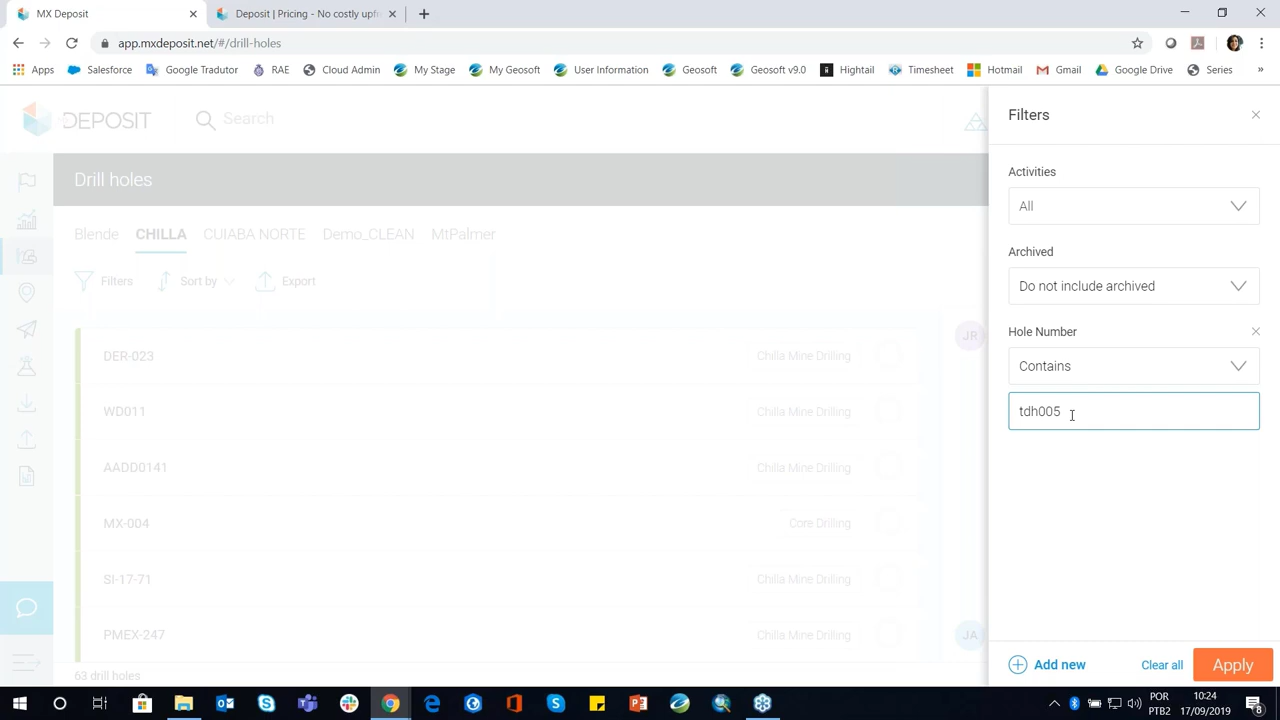 MX Deposit
Deposit | Pricing - No costly upf
app.mxdeposit.net/#/drill-holes
Apps Salesforce Google Tradutor RAE Cloud Admin My Stage My Geosoft User Information Geosoft Geosoft v9.0 Hightail Timesheet Hotmail Gmail Google Drive Series »
DEPOSIT
Search
Drill holes
Blende CHILLA CUIABA NORTE Demo_CLEAN MtPalmer
Filters Sort by Export
DER-023 Chilla Mine Drilling
JR
WD011 Chilla Mine Drilling
AADD0141 Chilla Mine Drilling
MX-004 Core Drilling
SI-17-71 Chilla Mine Drilling
PMEX-247 Chilla Mine Drilling
JA
63 drill holes
Filters
Activities
All
Archived
Do not include archived
Hole Number
Contains
tdh005
Add new Clear all Apply
POR
PTB2
10:24
17/09/2019
8